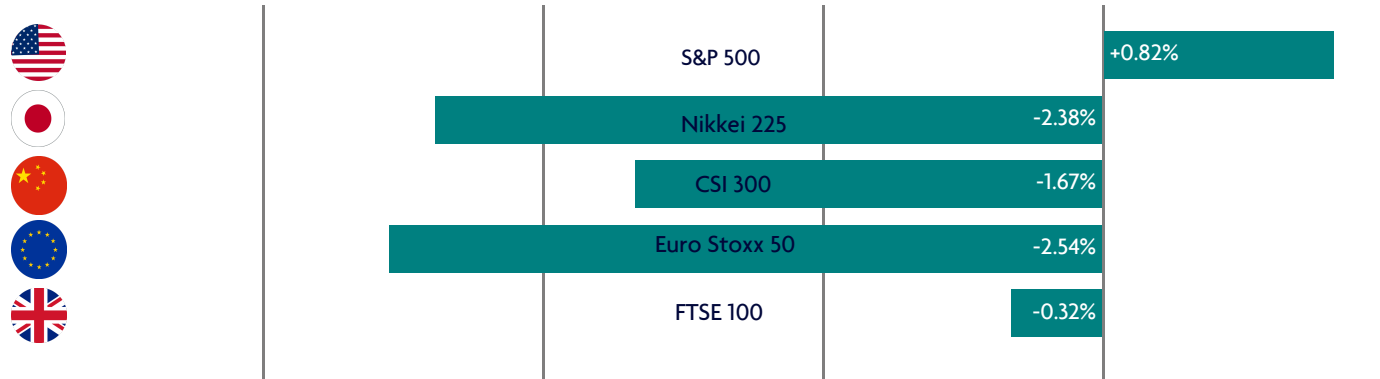 S&P 500 +0.82%
Nikkei 225 -2.38%
CSI 300 -1.67%
Euro Stoxx 50 -2.54%
FTSE 100 -0.32%